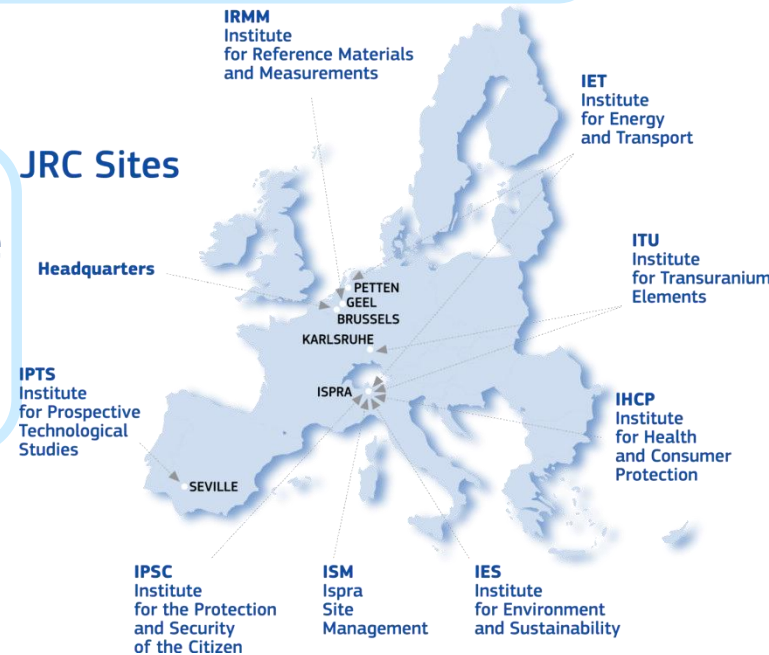 IRMM
Institute
for Reference Materials
and Measurements
IET
Institute
for Energy
and Transport
JRC Sites
ITU
Institute
for Transuranium
Elements
Headquarters
PETTEN
GEEL
BRUSSELS
KARLSRUHE
ISPRA
IPTS
Institute
for Prospective
Technological
Studies
IHCP
Institute
for Health
and Consumer
Protection
SEVILLE
IPSC
Institute
for the Protection
and Security
of the Citizen
ISM
Ispra
Site
Management
IES
Institute
for Environment
and Sustainability